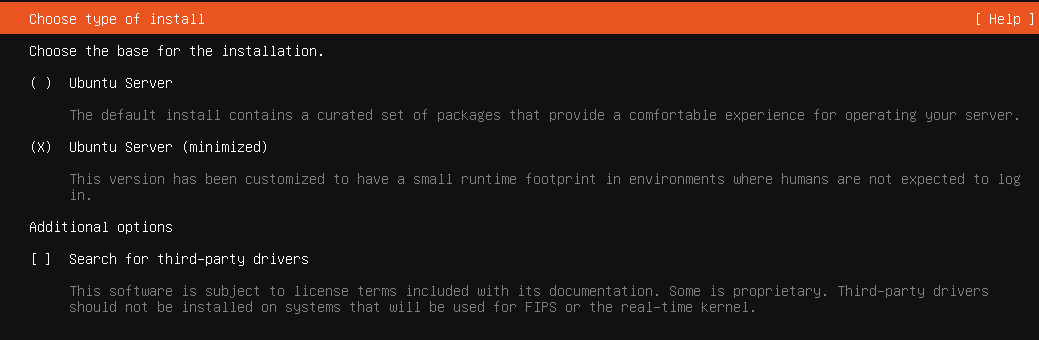 Choose type of install [ Help ]
Choose the base for the installation.
( ) Ubuntu Server
The default install contains a curated set of packages that provide a comfortable experience for operating your server.
(X) Ubuntu Server (minimized)
This version has been customized to have a small runtime footprint in environments where humans are not expected to log
in.
Additional options
[ ] Search for third-party drivers
This software is subject to license terms included with its documentation. Some is proprietary. Third-party drivers
should not be installed on systems that will be used for FIPS or the real-time kernel.